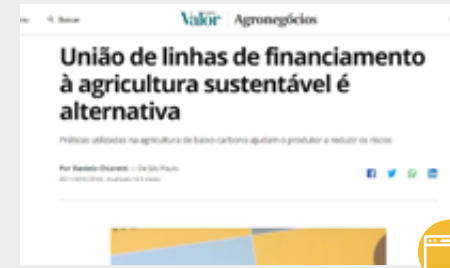 Buscar
Valor Agronegócios
União de linhas de financiamento
à agricultura sustentável é
alternativa
Práticas utilizadas na agricultura de baixo carbono ajudam o produtor a reduzir os riscos
Por Daniela Chiaretti — De São Paulo